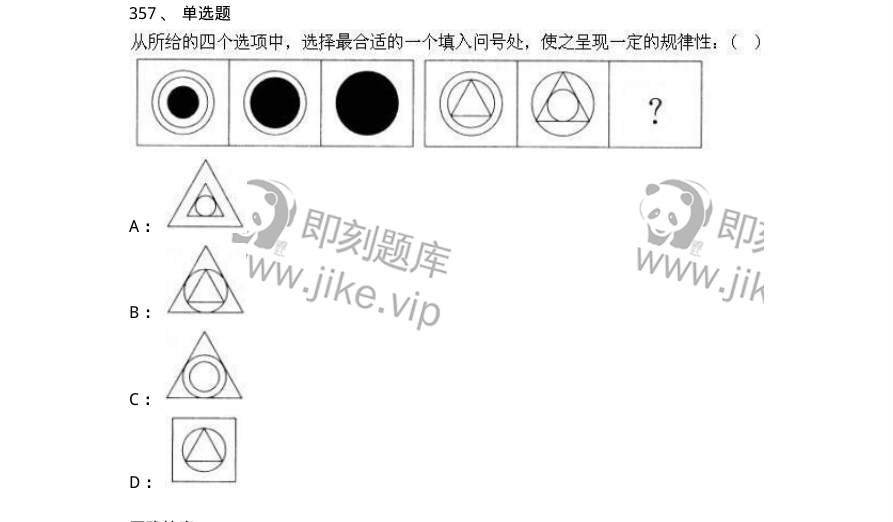 357 、 单选题
从所给的四个选项中，选择最合适的一个填入问号处，使之呈现一定的规律性：（ ）
?
A：
即刻题库
www.jike.vip
即刻
www.jik
B：
C：
D：